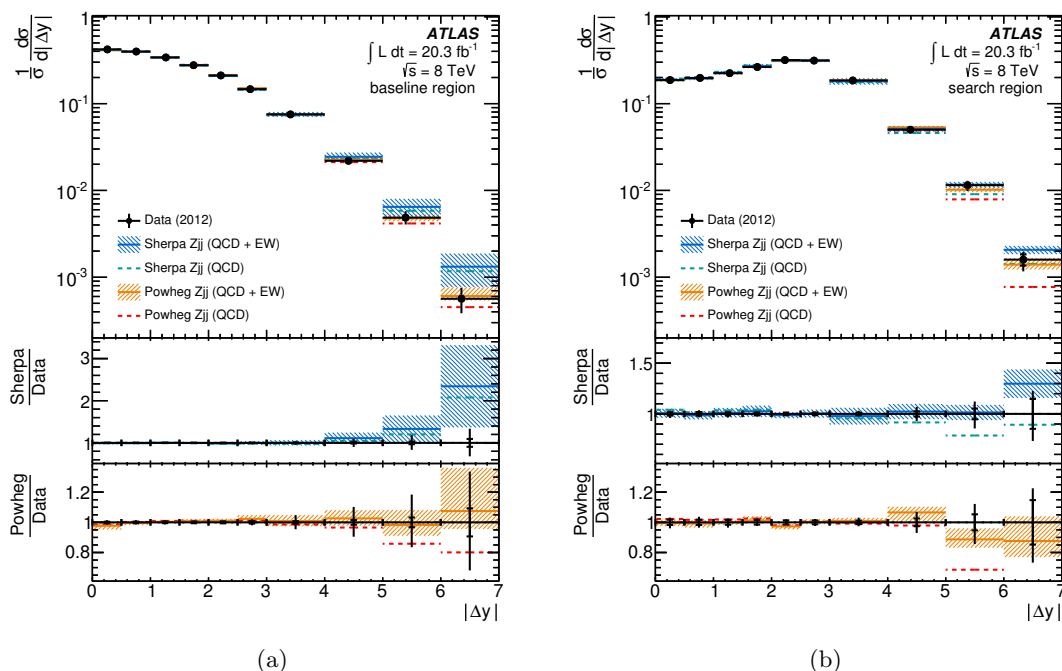 1/σ dσ/d|Δy|
1
10⁻¹
10⁻²
10⁻³
ATLAS
∫ L dt = 20.3 fb⁻¹
√s = 8 TeV
baseline region
Data (2012)
Sherpa Zjj (QCD + EW)
Sherpa Zjj (QCD)
Powheg Zjj (QCD + EW)
Powheg Zjj (QCD)
Sherpa
Data
3
2
1
Powheg
Data
1.2
1
0.8
0 1 2 3 4 5 6 7
|Δy|
(a)
1/σ dσ/d|Δy|
1
10⁻¹
10⁻²
10⁻³
ATLAS
∫ L dt = 20.3 fb⁻¹
√s = 8 TeV
search region
Data (2012)
Sherpa Zjj (QCD + EW)
Sherpa Zjj (QCD)
Powheg Zjj (QCD + EW)
Powheg Zjj (QCD)
Sherpa
Data
1.5
1
Powheg
Data
1.2
1
0.8
0 1 2 3 4 5 6 7
|Δy|
(b)